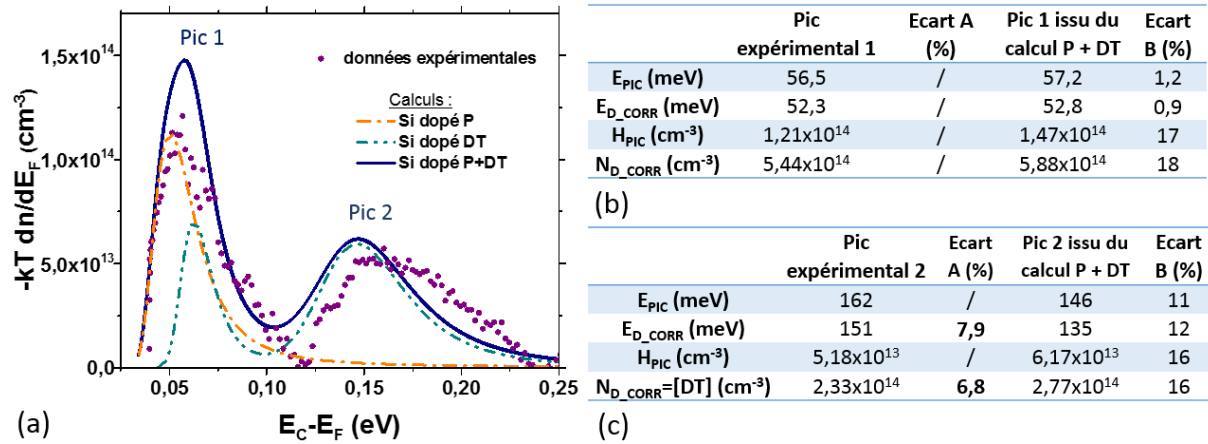 Pic 1
Pic 2
données expérimentales
Calculs :
Si dopé P
Si dopé DT
Si dopé P+DT
-kT dn/dE_F (cm⁻³)
1,5x10¹⁴
1,0x10¹⁴
5,0x10¹³
0,0
0,05 0,10 0,15 0,20 0,25
E_C-E_F (eV)
(a)
Pic expérimental 1 Ecart A (%) Pic 1 issu du calcul P + DT Ecart B (%)
E_PIC (meV) 56,5 / 57,2 1,2
E_D_CORR (meV) 52,3 / 52,8 0,9
H_PIC (cm⁻³) 1,21x10¹⁴ / 1,47x10¹⁴ 17
N_D_CORR (cm⁻³) 5,44x10¹⁴ / 5,88x10¹⁴ 18
(b)
Pic expérimental 2 Ecart A (%) Pic 2 issu du calcul P + DT Ecart B (%)
E_PIC (meV) 162 / 146 11
E_D_CORR (meV) 151 7,9 135 12
H_PIC (cm⁻³) 5,18x10¹³ / 6,17x10¹³ 16
N_D_CORR=[DT] (cm⁻³) 2,33x10¹⁴ 6,8 2,77x10¹⁴ 16
(c)